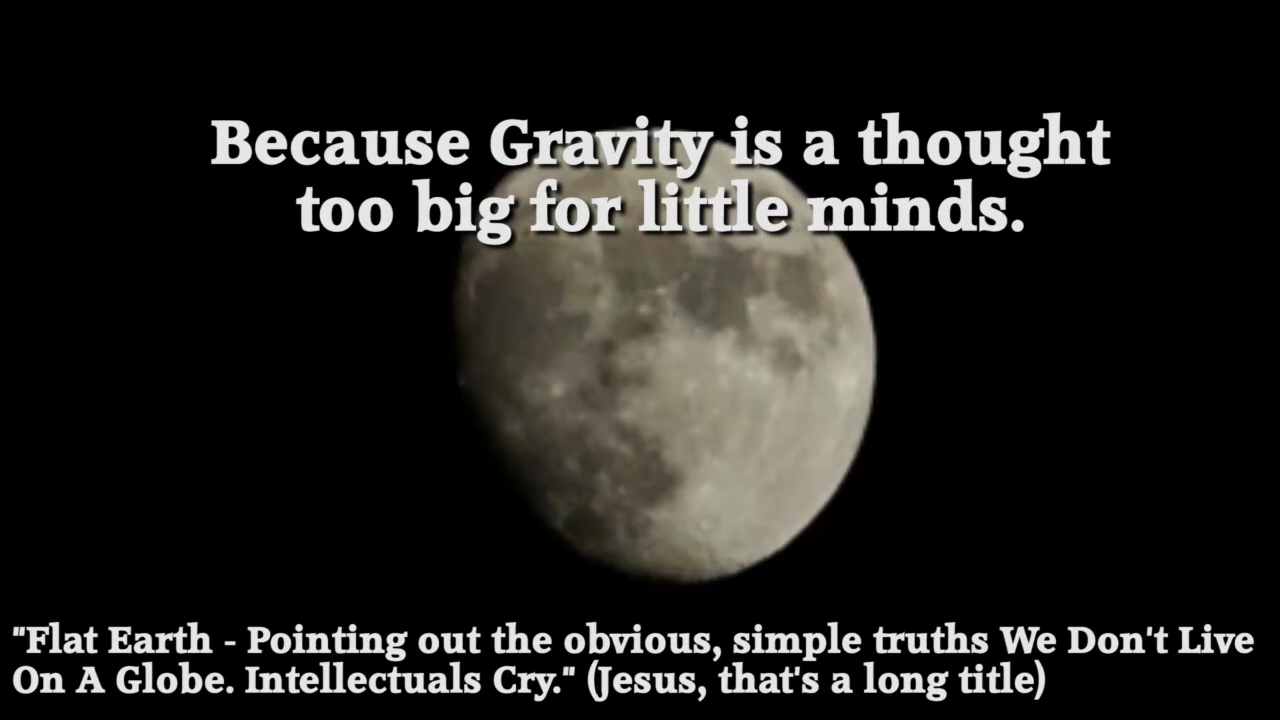 Because Gravity is a thought
too big for little minds.
"Flat Earth - Pointing out the obvious, simple truths We Don't Live
On A Globe. Intellectuals Cry." (Jesus, that's a long title)